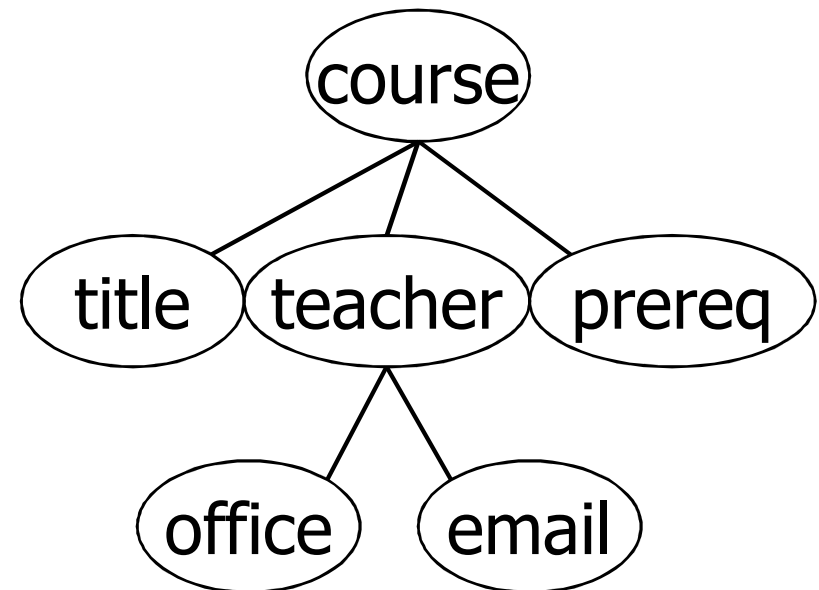 course
title
teacher
prereq
office
email